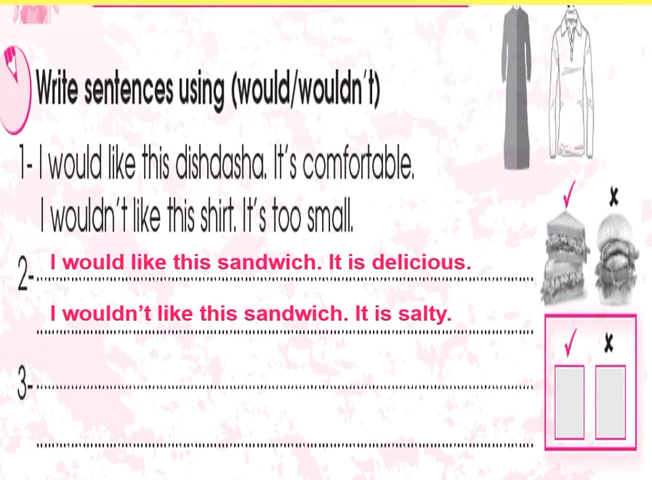 Write sentences using (would/wouldn't)
1- I would like this dishdasha. It's comfortable.
I wouldn't like this shirt. It's too small.
2- I would like this sandwich. It is delicious.
I wouldn’t like this sandwich. It is salty.
3-